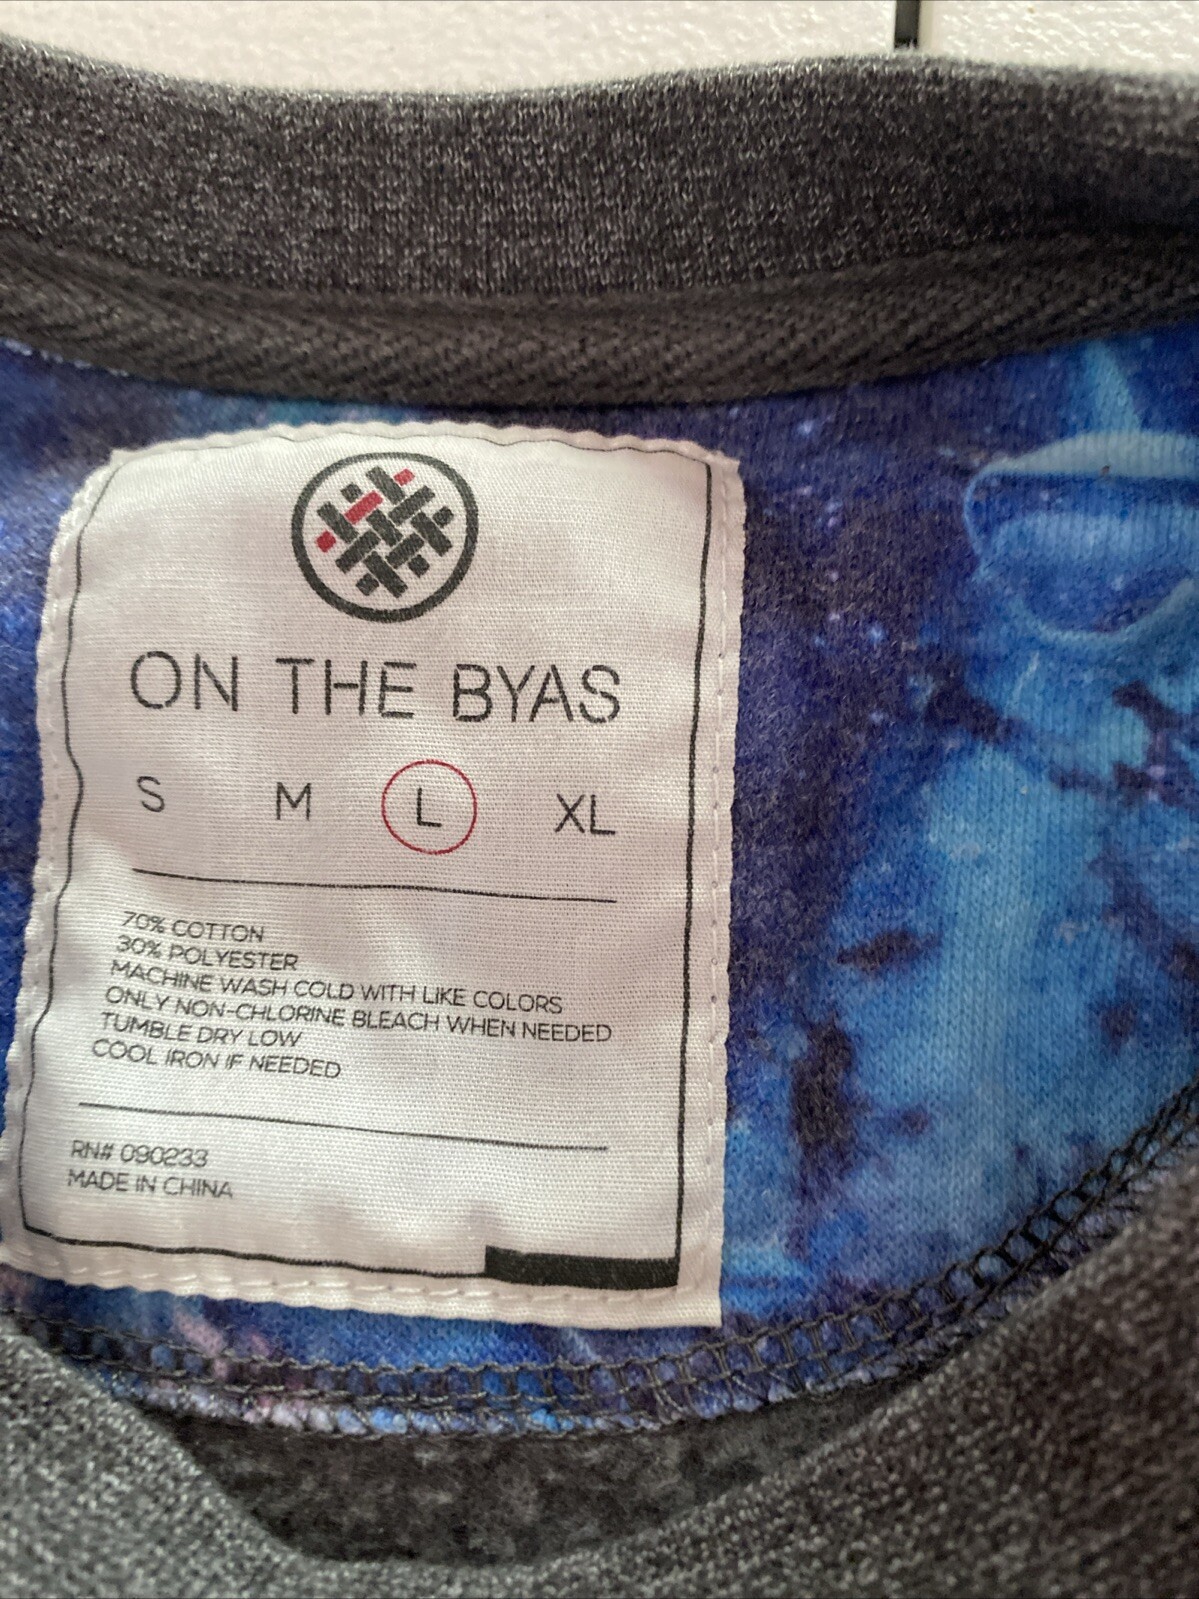 ON THE BYAS
S M L XL
70% COTTON
30% POLYESTER
MACHINE WASH COLD WITH LIKE COLORS
ONLY NON-CHLORINE BLEACH WHEN NEEDED
TUMBLE DRY LOW
COOL IRON IF NEEDED
RN# 090233
MADE IN CHINA